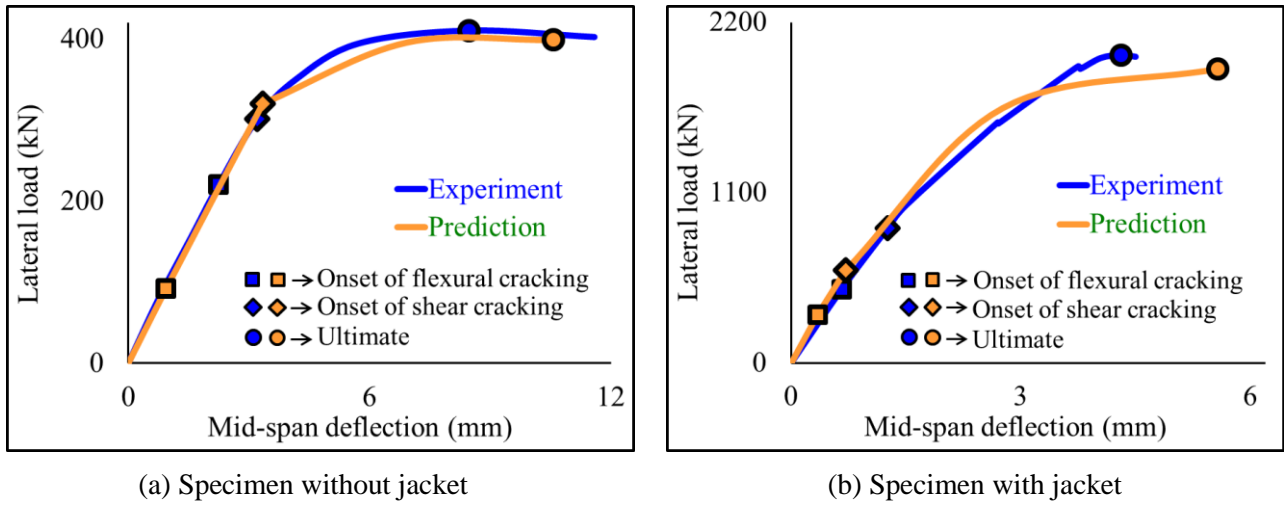 400
200
0
0
6
12
Lateral load (kN)
Mid-span deflection (mm)
Experiment
Prediction
→ Onset of flexural cracking
→ Onset of shear cracking
→ Ultimate
(a) Specimen without jacket
2200
1100
0
0
3
6
Lateral load (kN)
Mid-span deflection (mm)
Experiment
Prediction
→ Onset of flexural cracking
→ Onset of shear cracking
→ Ultimate
(b) Specimen with jacket